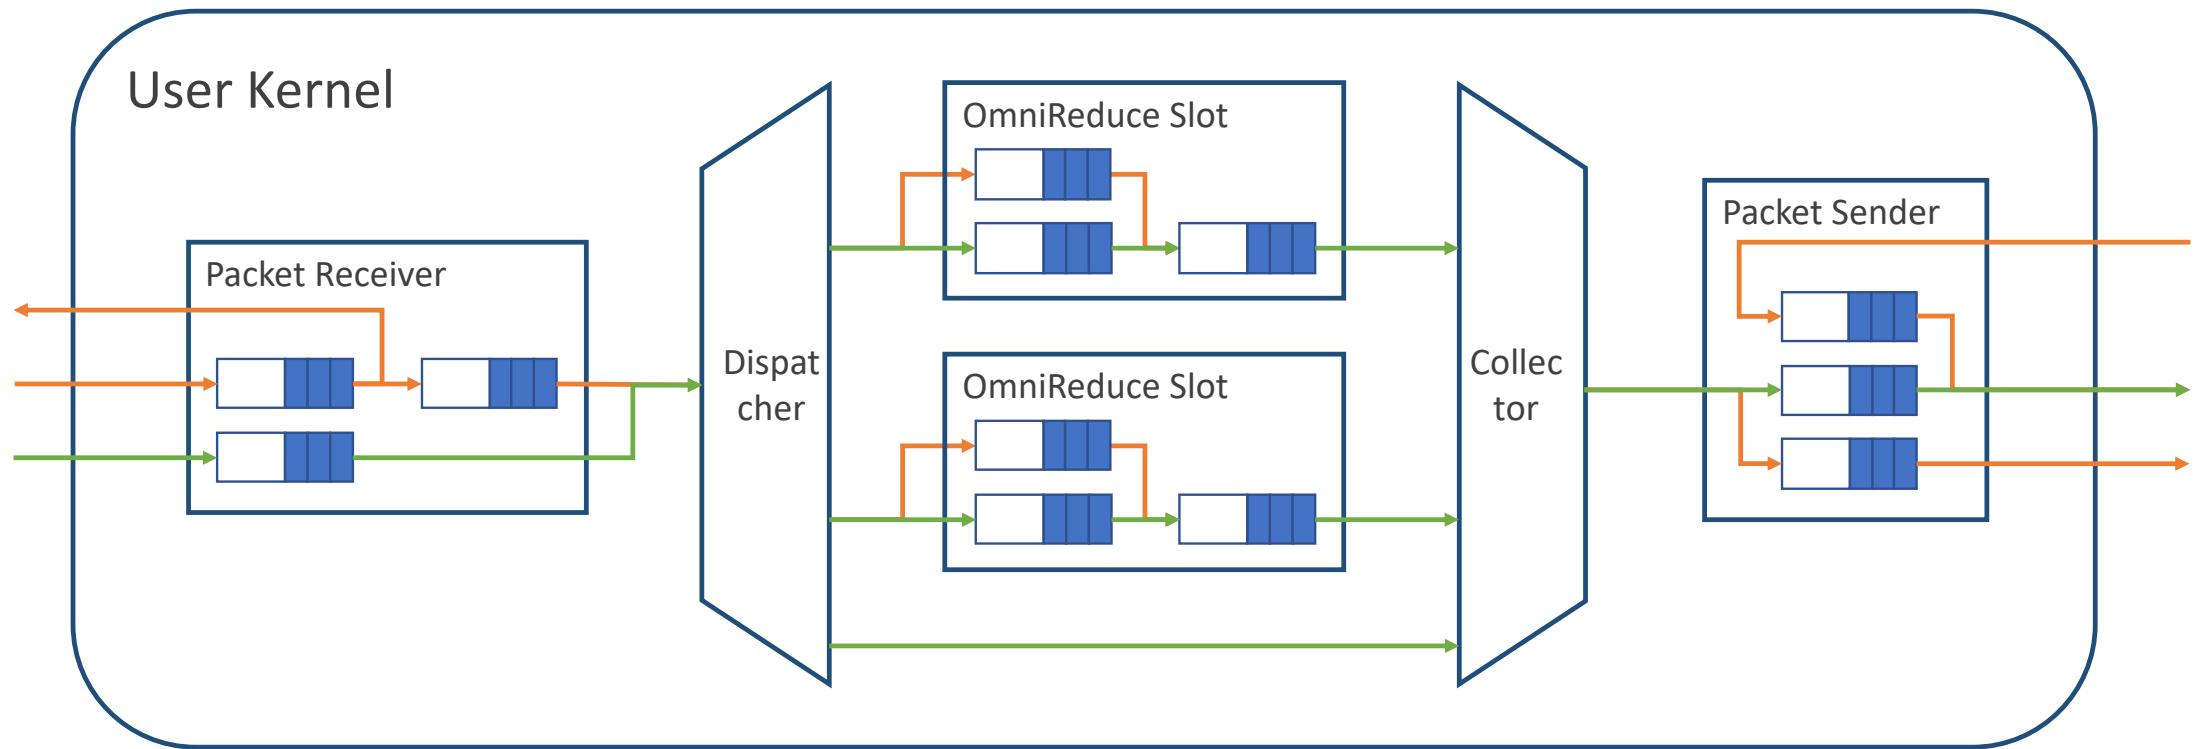 User Kernel
Packet Receiver
Dispat
cher
OmniReduce Slot
OmniReduce Slot
Collec
tor
Packet Sender